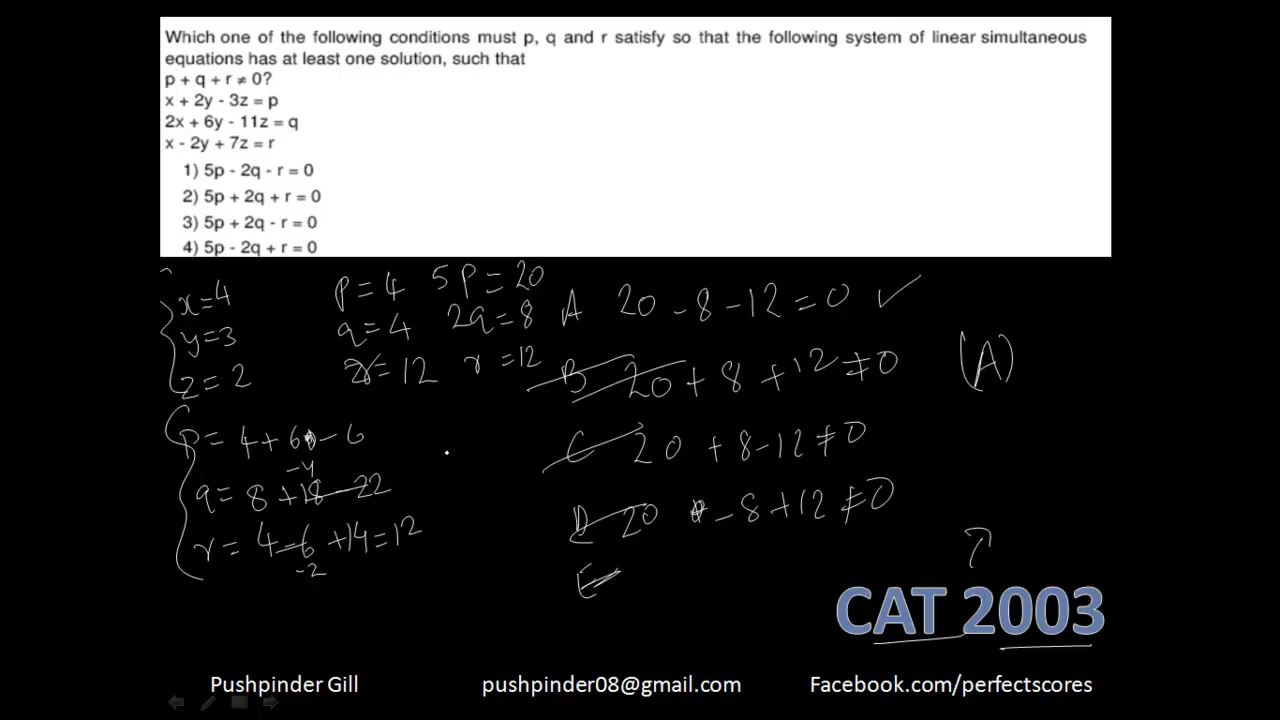 Which one of the following conditions must p, q and r satisfy so that the following system of linear simultaneous
equations has at least one solution, such that
p + q + r ≠ 0?
x + 2y - 3z = p
2x + 6y - 11z = q
x - 2y + 7z = r
1) 5p - 2q - r = 0
2) 5p + 2q + r = 0
3) 5p + 2q - r = 0
4) 5p - 2q + r = 0
x=4
y=3
z=2
p=4 5p=20
q=4 2q=8
=12 r=12
A 20-8-12=0 ✓
B 20+8+12≠0
C 20+8-12≠0
D 20 -8+12≠0
E
(A)
p=4+6-6
-4
q=8+18-22
r=4-6+14=12
-2
CAT 2003
Pushpinder Gill pushpinder08@gmail.com Facebook.com/perfectscores